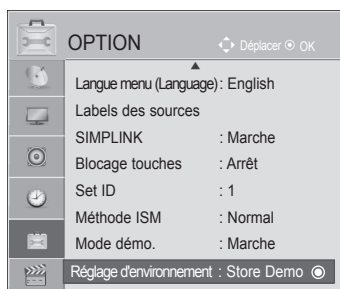 OPTION
Déplacer OK
Langue menu (Language) : English
Labels des sources
SIMPLINK : Marche
Blocage touches : Arrêt
Set ID : 1
Méthode ISM : Normal
Mode démo. : Marche
Réglage d'environnement : Store Demo